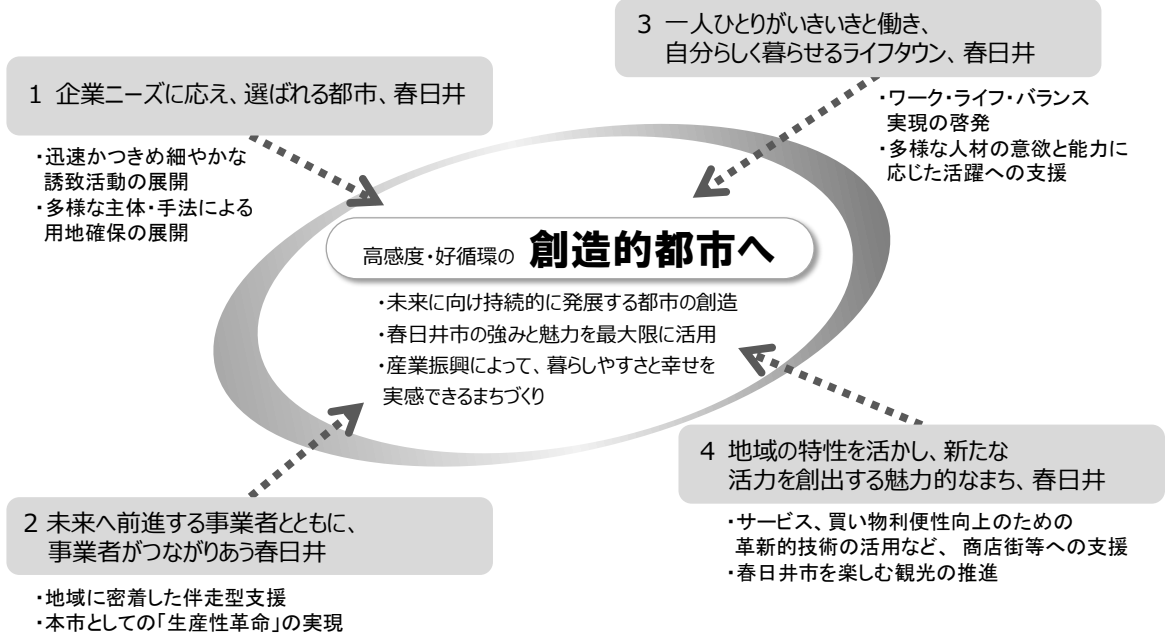 1 企業ニーズに応え、選ばれる都市、春日井
・迅速かつきめ細やかな
誘致活動の展開
・多様な主体・手法による
用地確保の展開
3 一人ひとりがいきいきと働き、
自分らしく暮らせるライフタウン、春日井
・ワーク・ライフ・バランス
実現の啓発
・多様な人材の意欲と能力に
応じた活躍への支援
高感度・好循環の 創造的都市へ
・未来に向け持続的に発展する都市の創造
・春日井市の強みと魅力を最大限に活用
・産業振興によって、暮らしやすさと幸せを
実感できるまちづくり
2 未来へ前進する事業者とともに、
事業者がつながりあう春日井
・地域に密着した伴走型支援
・本市としての「生産性革命」の実現
4 地域の特性を活かし、新たな
活力を創出する魅力的なまち、春日井
・サービス、買い物利便性向上のための
革新的技術の活用など、商店街等への支援
・春日井市を楽しむ観光の推進